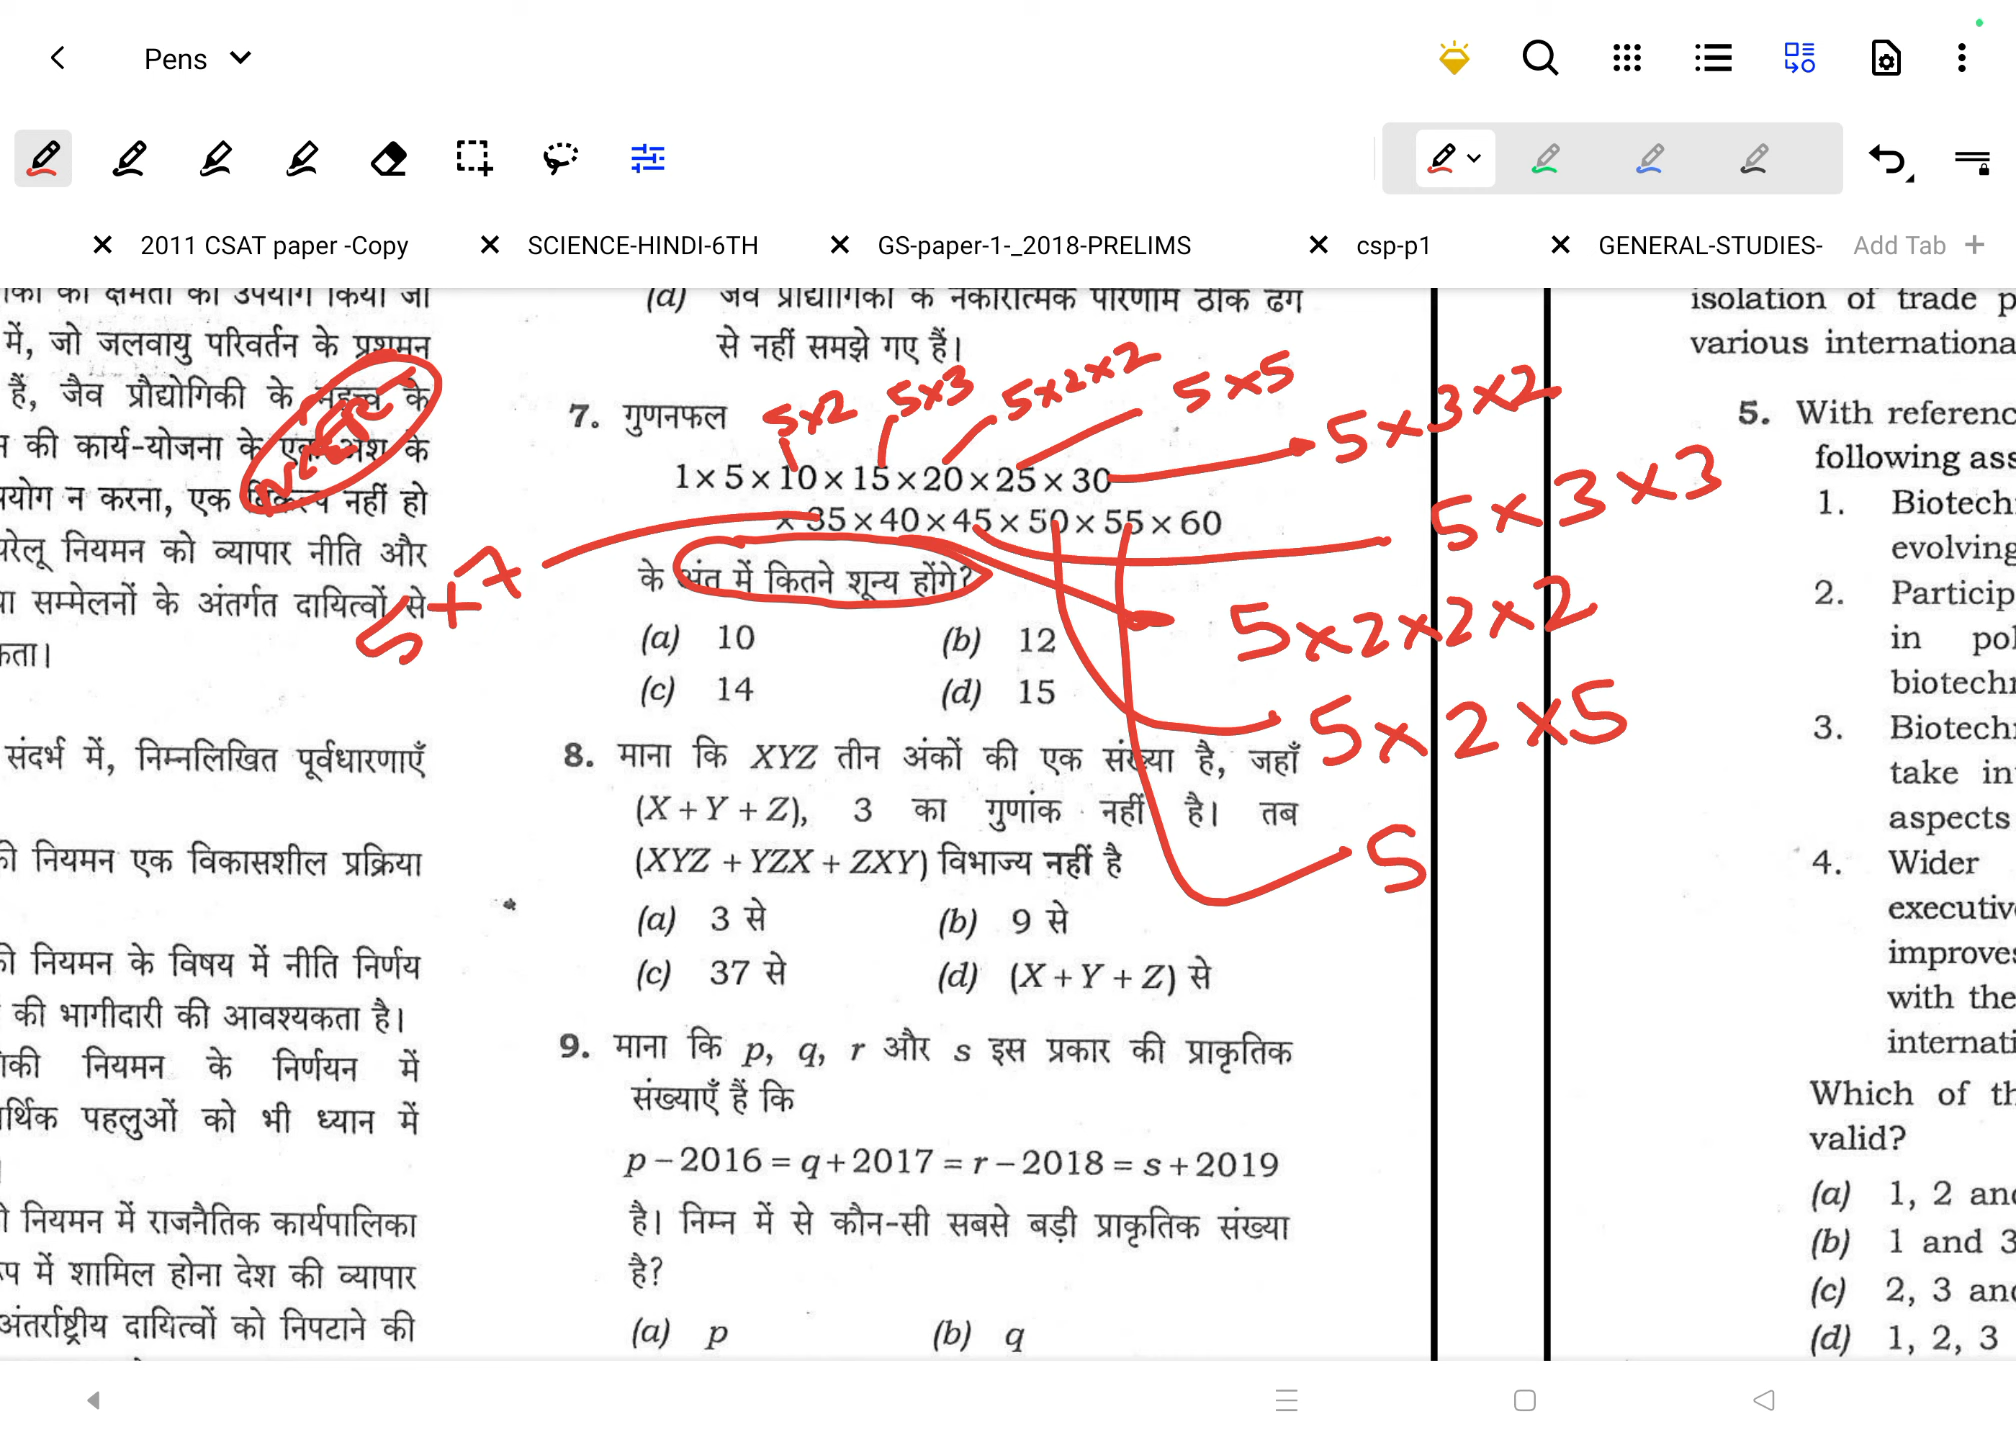 Pens
2011 CSAT paper -Copy
SCIENCE-HINDI-6TH
GS-paper-1-_2018-PRELIMS
csp-p1
GENERAL-STUDIES-
Add Tab +
की क्षमता का उपयोग किया जा
में, जो जलवायु परिवर्तन के प्रशमन
हैं, जैव प्रौद्योगिकी के महत्त्व के
की कार्य-योजना के एक अंश के
योग न करना, एक विकल्प नहीं हो
घरेलू नियमन को व्यापार नीति और
सम्मेलनों के अंतर्गत दायित्वों से
संदर्भ में, निम्नलिखित पूर्वधारणाएँ
नियमन एक विकासशील प्रक्रिया
नियमन के विषय में नीति निर्णय
की भागीदारी की आवश्यकता है।
नियमन के निर्णयन में
आर्थिक पहलुओं को भी ध्यान में
नियमन में राजनैतिक कार्यपालिका
में शामिल होना देश की व्यापार
अंतर्राष्ट्रीय दायित्वों को निपटाने की
(d) जैव प्रौद्योगिकी के नकारात्मक परिणाम ठीक ढंग
से नहीं समझे गए हैं।
5×2 5×3 5×2×2 5×5 5×3×2
7. गुणनफल
1×5×10×15×20×25×30
×35×40×45×50×55×60
5×3×3
5×7
के अंत में कितने शून्य होंगे?
5×2×2×2
(a) 10 (b) 12
(c) 14 (d) 15
5×2×5
5
8. माना कि XYZ तीन अंकों की एक संख्या है, जहाँ
(X+Y+Z), 3 का गुणांक नहीं है। तब
(XYZ+YZX+ZXY) विभाज्य नहीं है
(a) 3 से (b) 9 से
(c) 37 से (d) (X+Y+Z) से
9. माना कि p, q, r और s इस प्रकार की प्राकृतिक
संख्याएँ हैं कि
p−2016=q+2017=r−2018=s+2019
है। निम्न में से कौन-सी सबसे बड़ी प्राकृतिक संख्या
है?
(a) p (b) q
isolation of trade
various internationa
5. With referenc
following ass
1. Biotech
evolving
2. Particip
in pol
biotech
3. Biotech
take in
aspects
4. Wider
executiv
improves
with the
internati
Which of th
valid?
(a) 1, 2 and
(b) 1 and 3
(c) 2, 3 and
(d) 1, 2, 3